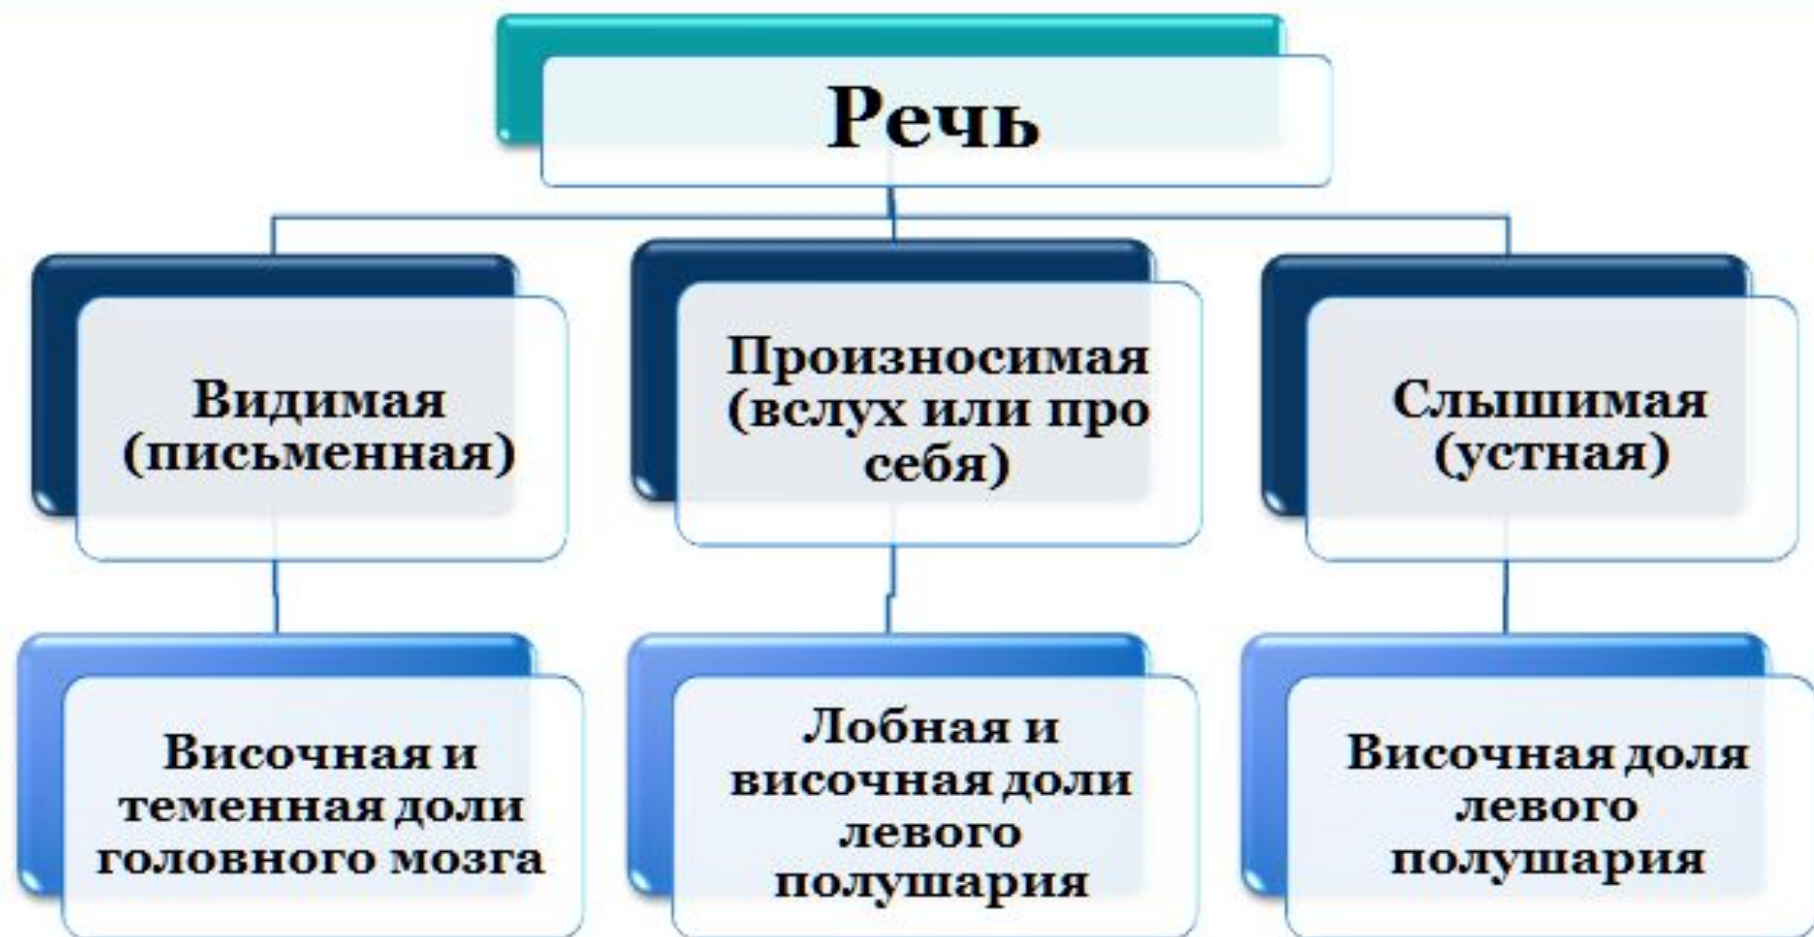 Речь
Видимая
(письменная)
Произносимая
(вслух или про
себя)
Слышимая
(устная)
Височная и
теменная доли
головного мозга
Лобная и
височная доли
левого
полушария
Височная доля
левого
полушария